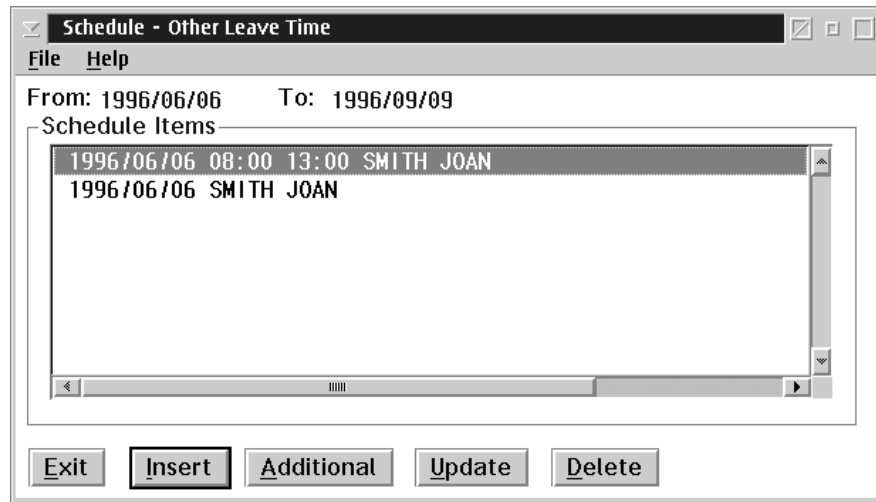 Schedule - Other Leave Time
File Help
From: 1996/06/06 To: 1996/09/09
Schedule Items
1996/06/06 08:00 13:00 SMITH JOAN
1996/06/06 SMITH JOAN
Exit Insert Additional Update Delete